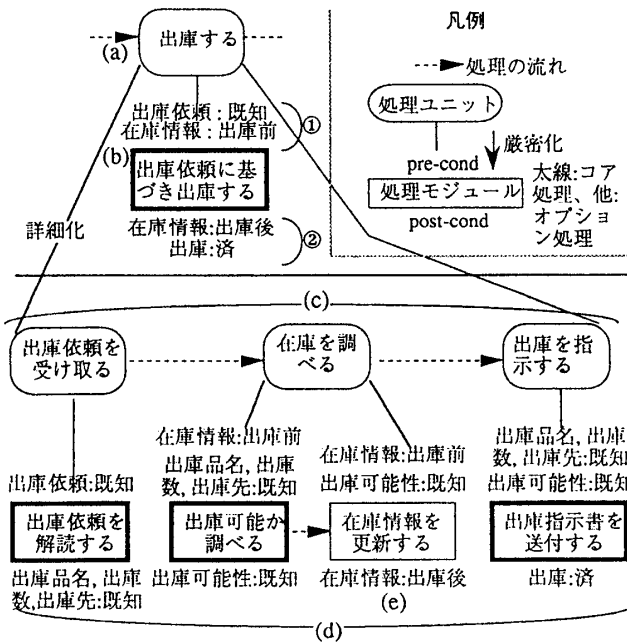 (a)
出庫する
出庫依頼：既知
在庫情報：出庫前
①
(b)
出庫依頼に基
づき出庫する
在庫情報:出庫後
出庫:済
②
詳細化
凡例
処理の流れ
処理ユニット
厳密化
pre-cond
処理モジュール
post-cond
太線:コア
処理、他:
オプショ
ン処理
(c)
出庫依頼を
受け取る
在庫を調
べる
出庫を指
示する
出庫依頼:既知
出庫依頼を
解読する
出庫品名, 出庫
数,出庫先:既知
在庫情報:出庫前
出庫品名, 出庫
数, 出庫先:既知
出庫可能か
調べる
出庫可能性:既知
在庫情報:出庫前
出庫可能性:既知
在庫情報を
更新する
在庫情報:出庫後
(e)
出庫品名, 出庫
数, 出庫先:既知
出庫可能性:既知
出庫指示書を
送付する
出庫:済
(d)